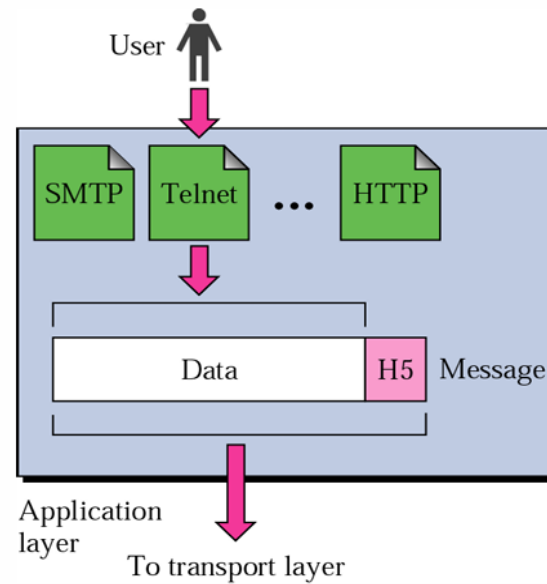 User
SMTP
Telnet
...
HTTP
Data
H5
Message
Application
layer
To transport layer